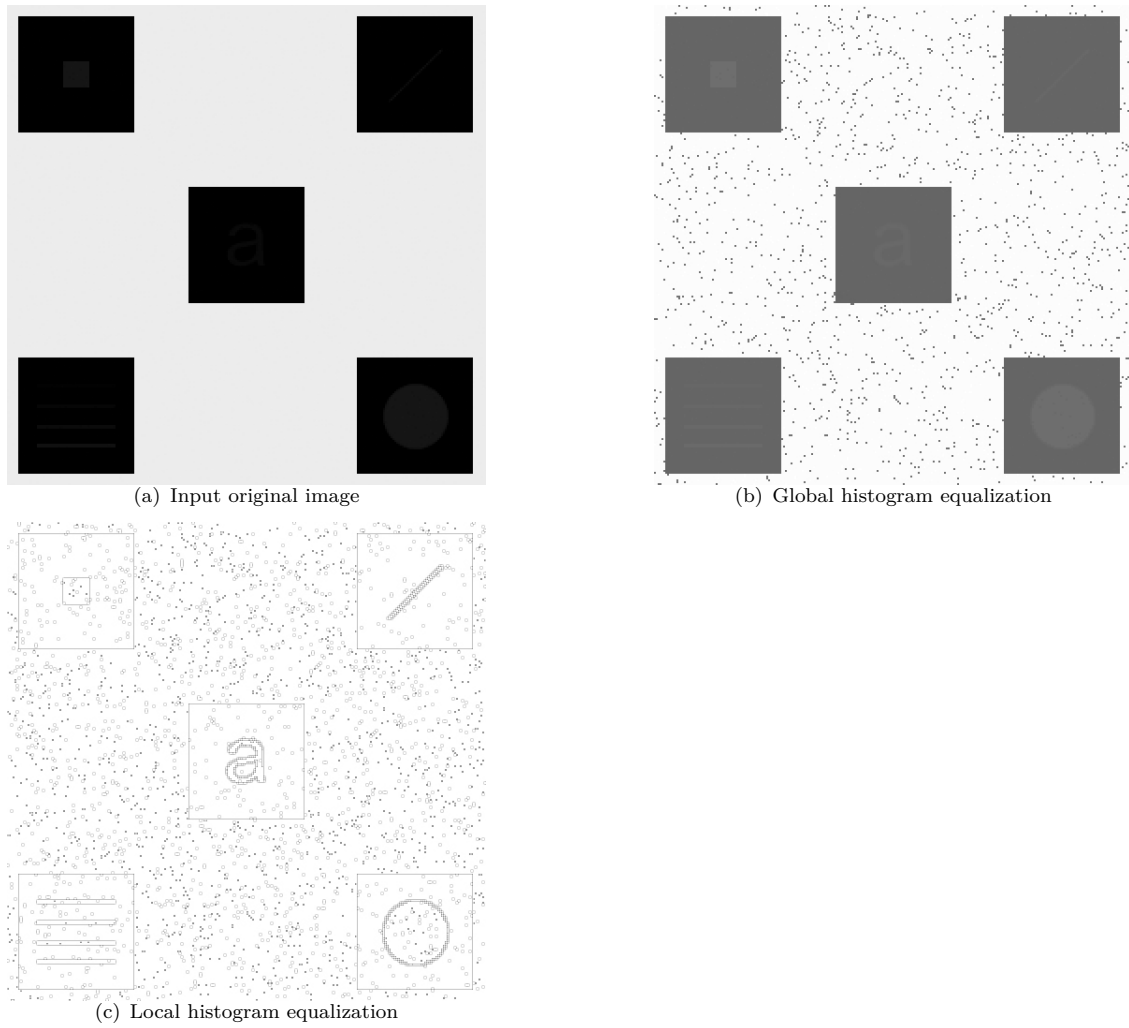 a
a
(a) Input original image
(b) Global histogram equalization
a
(c) Local histogram equalization